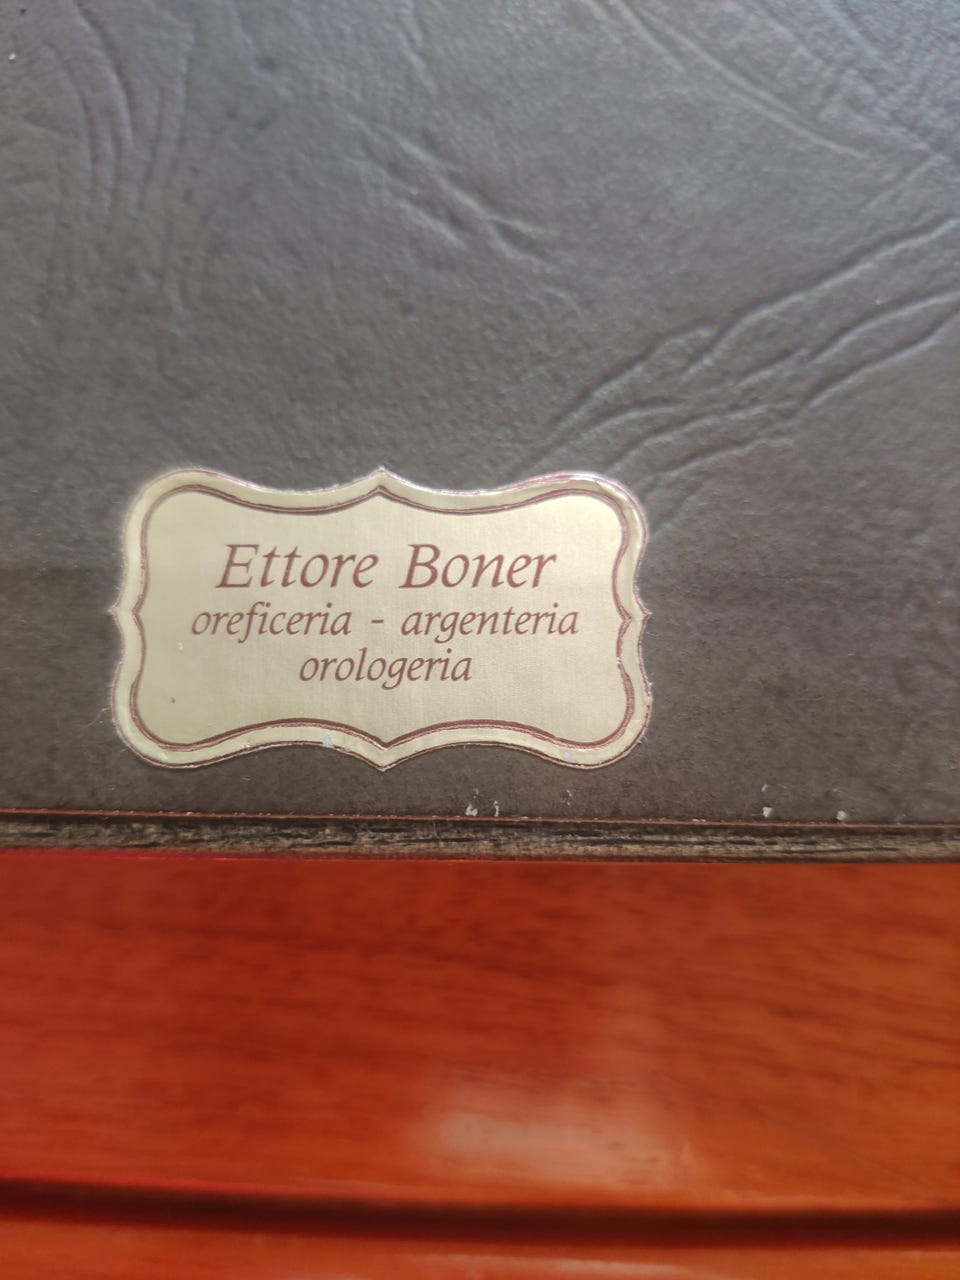 Ettore Boner
oreficeria - argenteria
orologeria